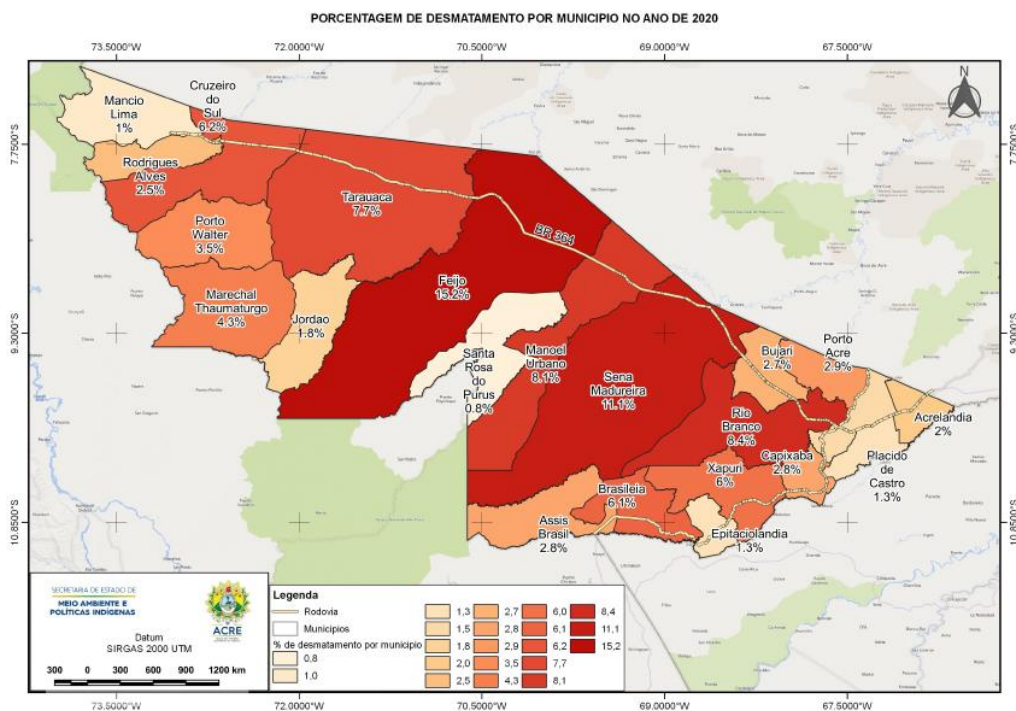 PORCENTAGEM DE DESMATAMENTO POR MUNICIPIO NO ANO DE 2020
73.5000°W 72.0000°W 70.5000°W 69.0000°W 67.5000°W
N
7.7500°S
7.7500°S
9.3000°S
9.3000°S
10.8500°S
10.8500°S
Mancio
Lima
1%
Cruzeiro
do
Sul
6.2%
Rodrigues
Alves
2.5%
Tarauaca
7.7%
Porto
Walter
3.5%
BR 364
Feijo
15.2%
Marechal
Thaumaturgo
4.3%
Jordao
1.8%
Santa
Rosa
do
Purus
0.8%
Manoel
Urbano
8.1%
Sena
Madureira
11.1%
Bujari
2.7%
Porto
Acre
2.9%
Rio
Branco
8.4%
Acrelandia
2%
Capixaba
2.8%
Placido
de
Castro
1.3%
Xapuri
6%
Brasileia
6.1%
Assis
Brasil
2.8%
Epitaciolandia
1.3%
SECRETARIA DE ESTADO DE
MEIO AMBIENTE E
POLÍTICAS INDÍGENAS
ACRE
Datum
SIRGAS 2000 UTM
300 0 300 600 900 1200 km
Legenda
Rodovia
Municipios
% de desmatamento por municipio
0,8
1,0
1,3
1,5
1,8
2,0
2,5
2,7
2,8
2,9
3,5
4,3
6,0
6,1
6,2
7,7
8,1
8,4
11,1
15,2
73.5000°W 72.0000°W 70.5000°W 69.0000°W 67.5000°W